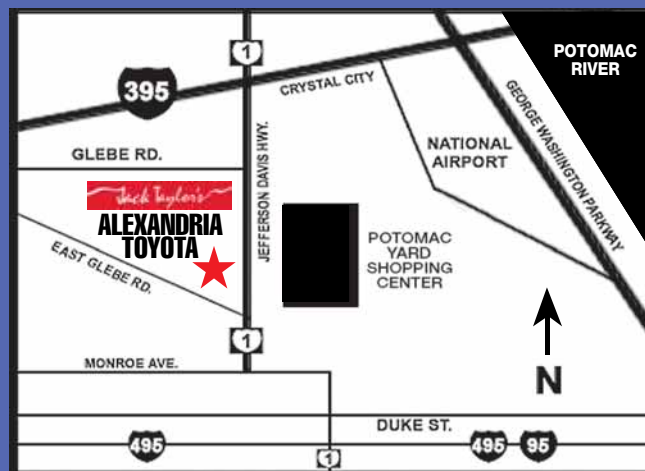 POTOMAC
RIVER
1
395
CRYSTAL CITY
GEORGE WASHINGTON PARKWAY
GLEBE RD.
NATIONAL
AIRPORT
JEFFERSON DAVIS HWY.
Jack Taylor's
ALEXANDRIA
TOYOTA
EAST GLEBE RD.
POTOMAC
YARD
SHOPPING
CENTER
1
MONROE AVE.
N
DUKE ST.
495
495
95
1